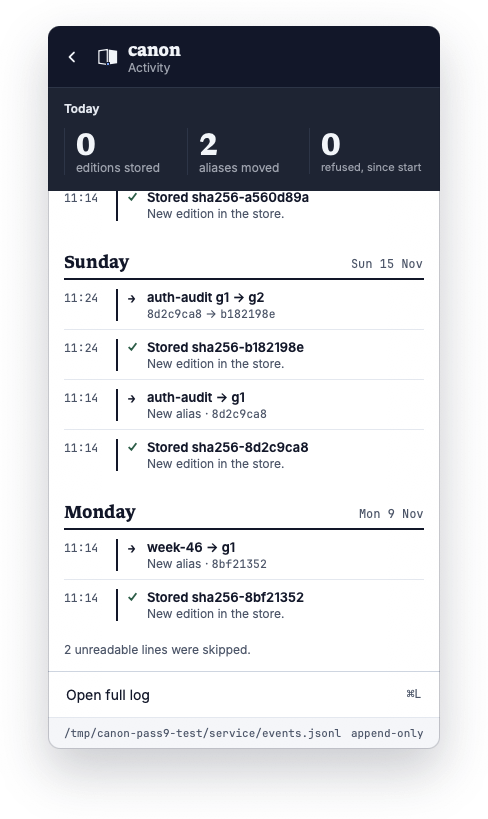 canon
Activity
Today
0 2 0
editions stored aliases moved refused, since start
11:14 Stored sha256-a560d89a
New edition in the store.
Sunday Sun 15 Nov
11:24 → auth-audit g1 → g2
8d2c9ca8 → b182198e
11:24 ✓ Stored sha256-b182198e
New edition in the store.
11:14 → auth-audit → g1
New alias · 8d2c9ca8
11:14 ✓ Stored sha256-8d2c9ca8
New edition in the store.
Monday Mon 9 Nov
11:14 → week-46 → g1
New alias · 8bf21352
11:14 ✓ Stored sha256-8bf21352
New edition in the store.
2 unreadable lines were skipped.
Open full log ⌘L
/tmp/canon-pass9-test/service/events.jsonl append-only